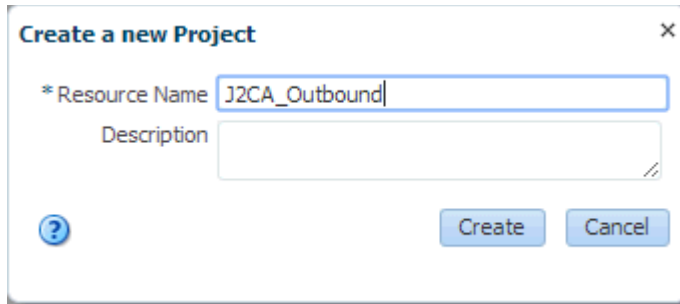 Create a new Project ×
* Resource Name J2CA_Outbound
Description
? Create Cancel